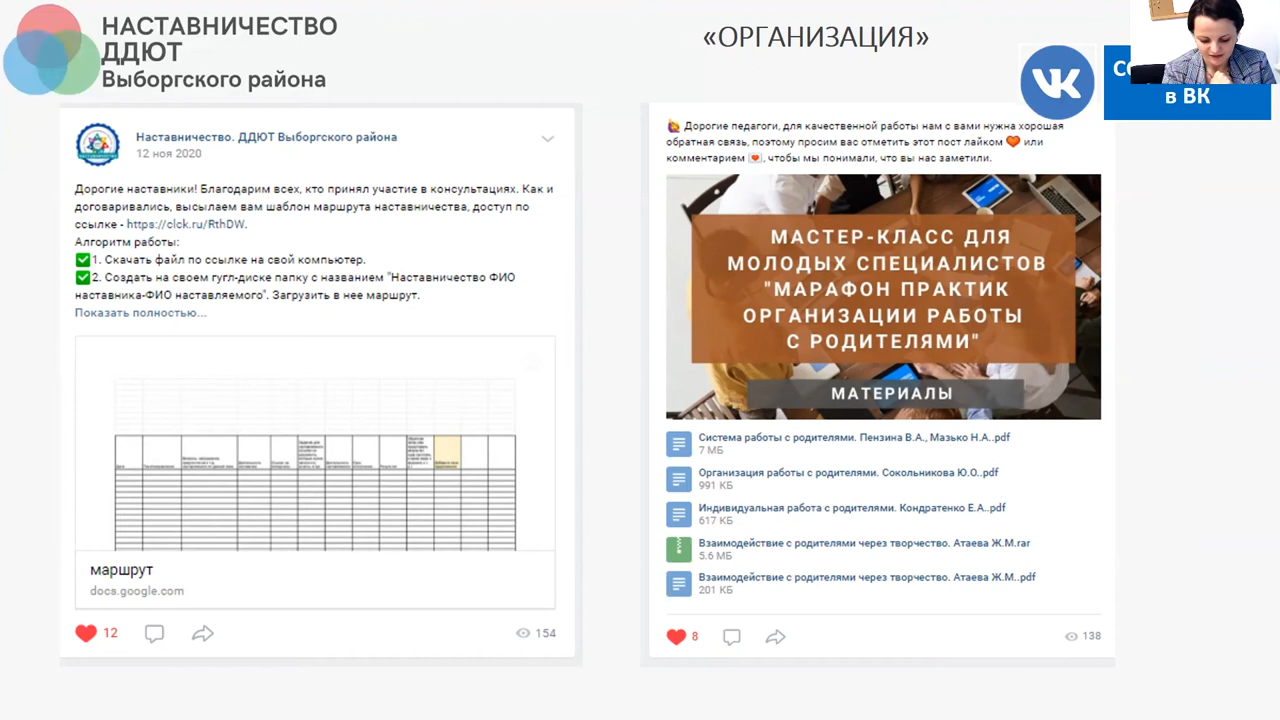 НАСТАВНИЧЕСТВО
ДДЮТ
Выборгского района
«ОРГАНИЗАЦИЯ»
в ВК
Наставничество. ДДЮТ Выборгского района
12 ноя 2020
Дорогие наставники! Благодарим всех, кто принял участие в консультациях. Как и
договаривались, высылаем вам шаблон маршрута наставничества, доступ по
ссылке - https://clck.ru/RthDW.
Алгоритм работы:
✅1. Скачать файл по ссылке на свой компьютер.
✅2. Создать на своем гугл-диске папку с названием "Наставничество ФИО
наставника-ФИО наставляемого". Загрузить в нее маршрут.
Показать полностью...
маршрут
docs.google.com
12
154
Дорогие педагоги, для качественной работы нам с вами нужна хорошая
обратная связь, поэтому просим вас отметить этот пост лайком 🧡 или
комментарием 💌, чтобы мы понимали, что вы нас заметили.
МАСТЕР-КЛАСС ДЛЯ
МОЛОДЫХ СПЕЦИАЛИСТОВ
"МАРАФОН ПРАКТИК
ОРГАНИЗАЦИИ РАБОТЫ
С РОДИТЕЛЯМИ"
МАТЕРИАЛЫ
Система работы с родителями. Пензина В.А., Мазько Н.А..pdf
7 МБ
Организация работы с родителями. Сокольникова Ю.О..pdf
991 КБ
Индивидуальная работа с родителями. Кондратенко Е.А..pdf
617 КБ
Взаимодействие с родителями через творчество. Атаева Ж.М.rar
5.6 МБ
Взаимодействие с родителями через творчество. Атаева Ж.М..pdf
201 КБ
8
138